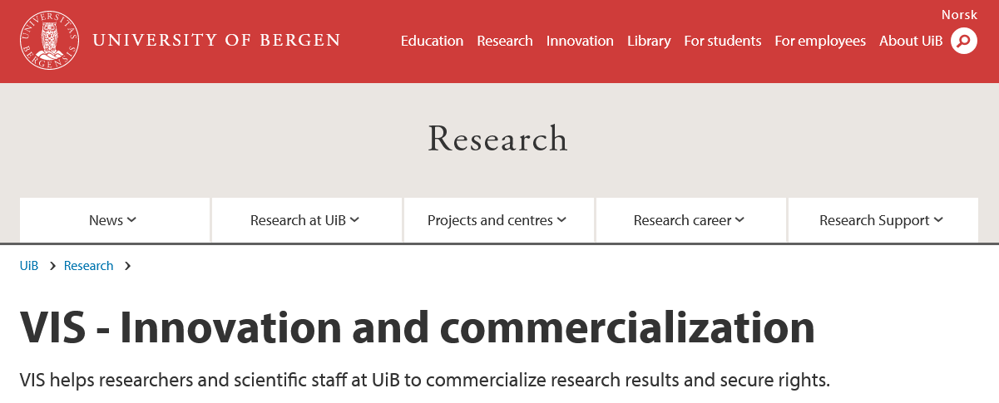 Norsk
UNIVERSITAS BERGENSIS
UNIVERSITY OF BERGEN
Education Research Innovation Library For students For employees About UiB
Research
News Research at UiB Projects and centres Research career Research Support
UiB Research
VIS - Innovation and commercialization
VIS helps researchers and scientific staff at UiB to commercialize research results and secure rights.